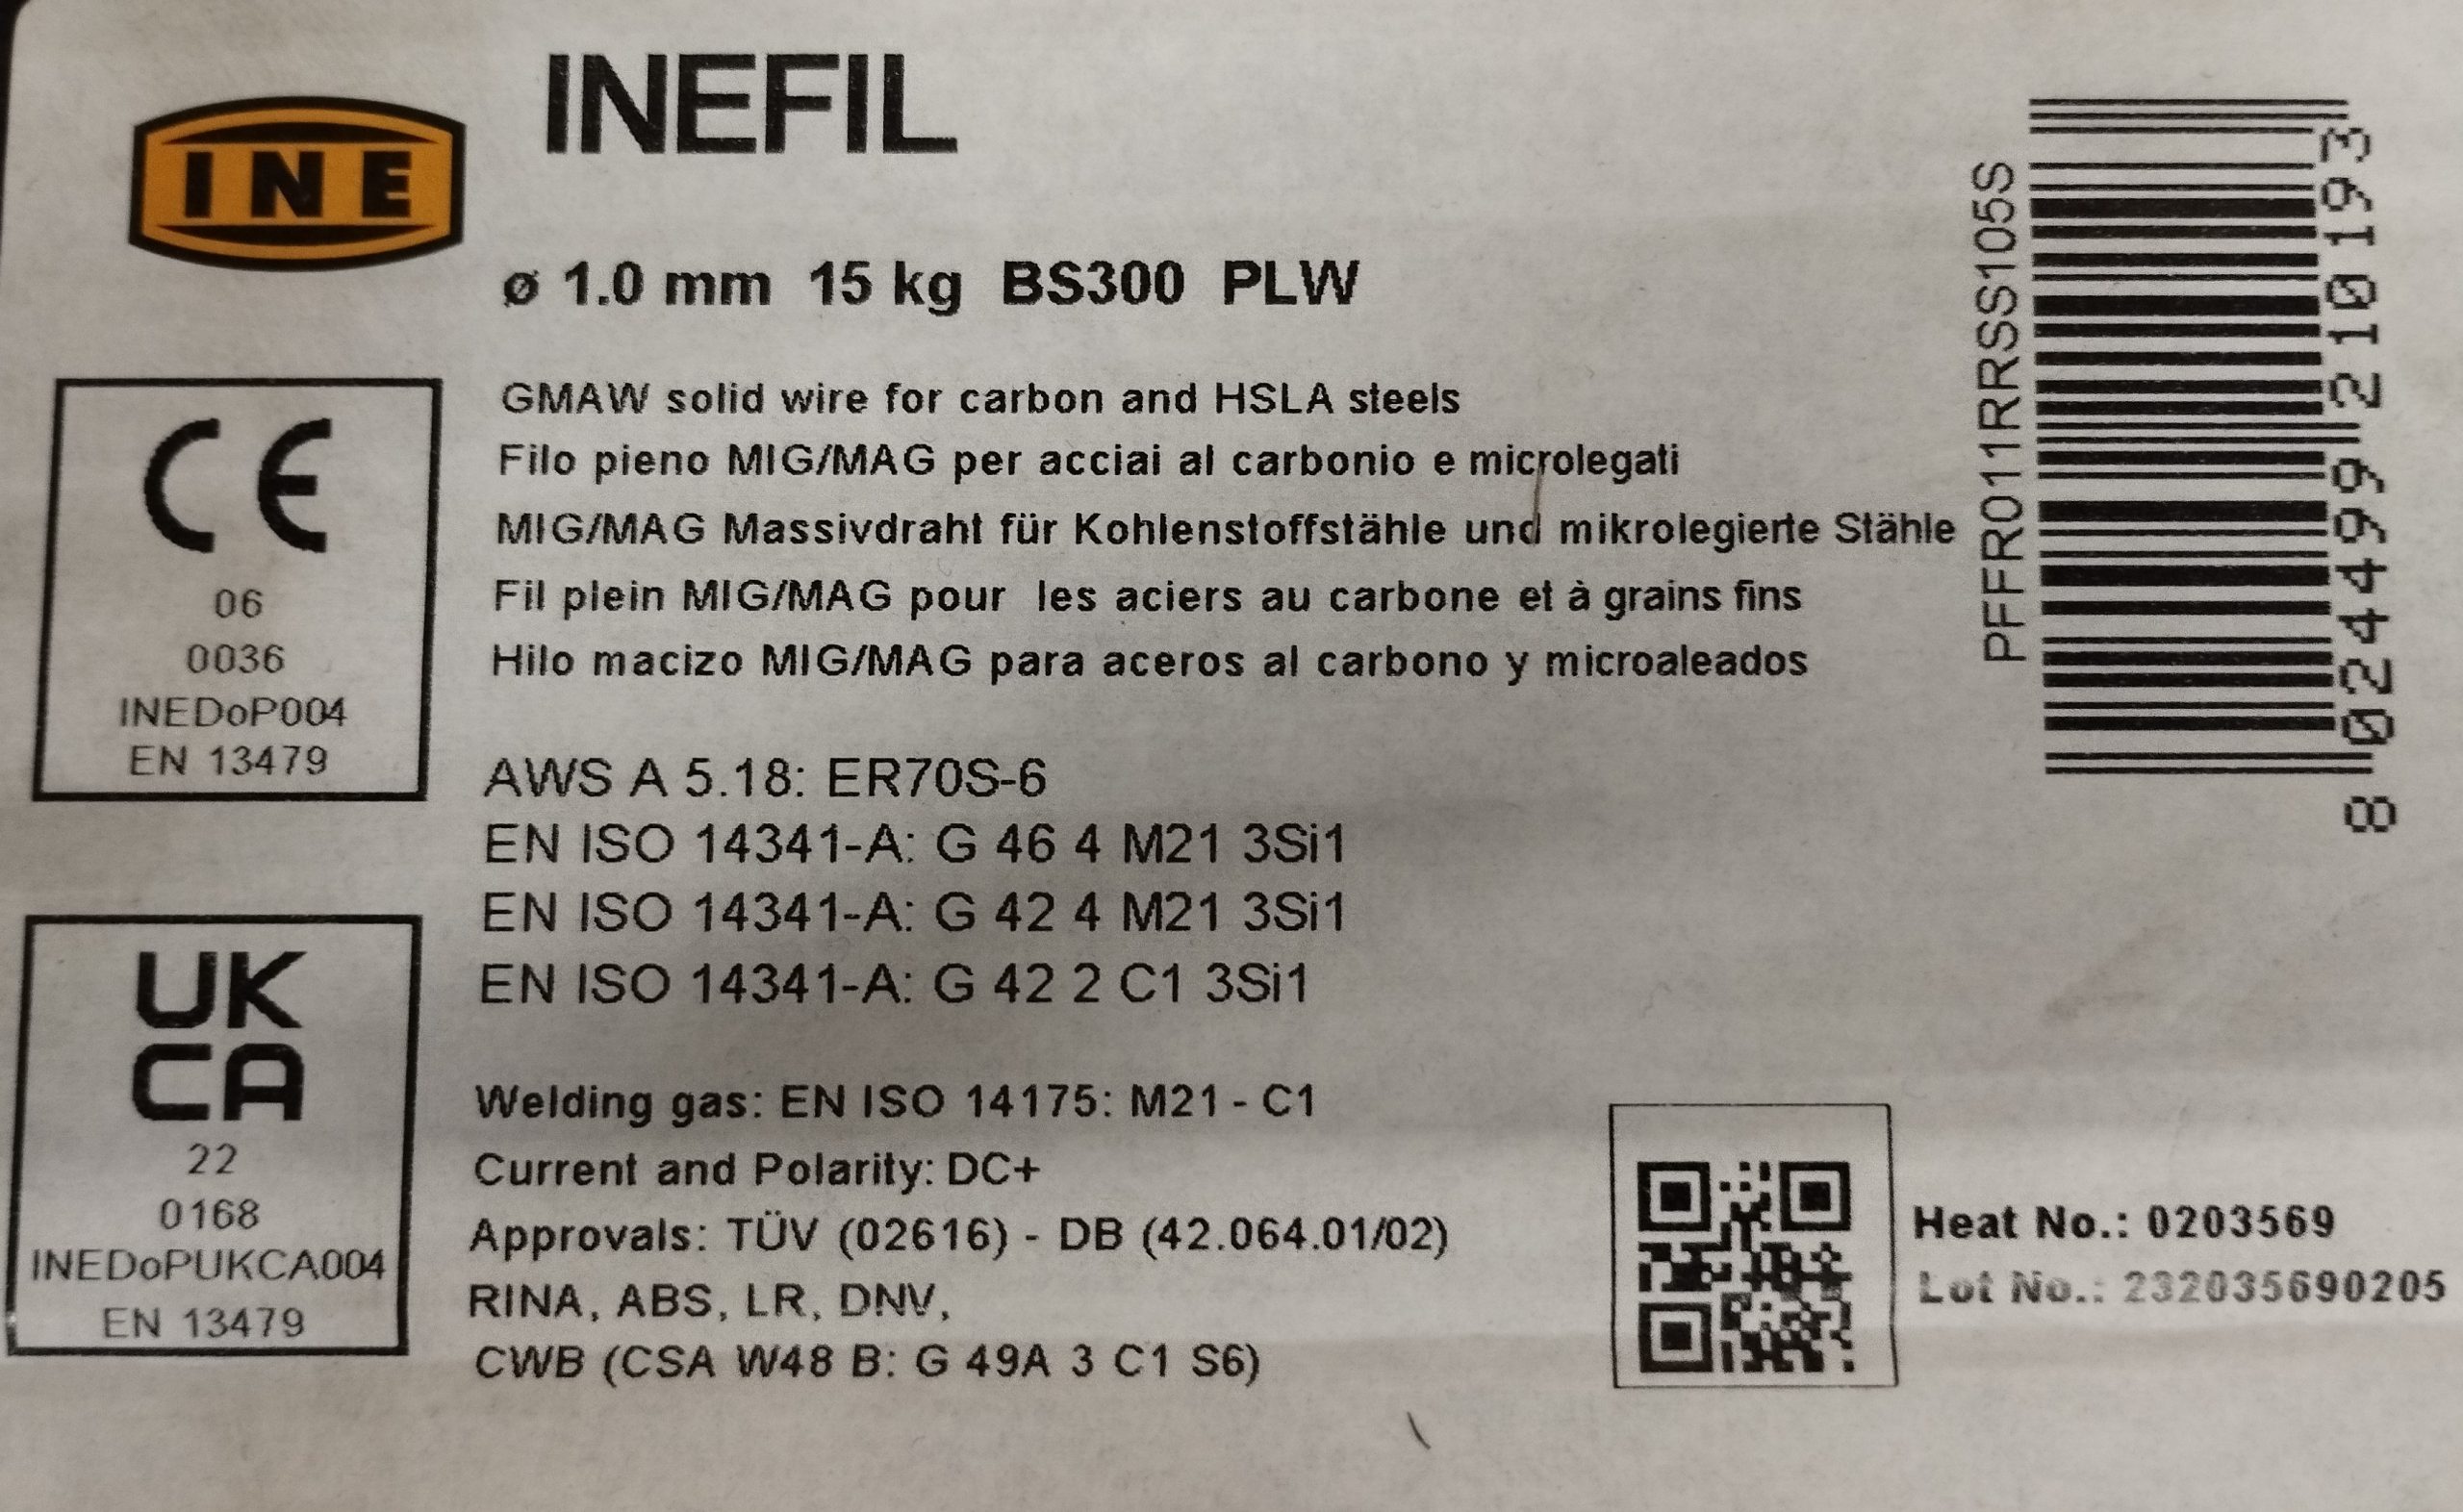 INE
INEFIL
ø 1.0 mm 15 kg BS300 PLW
CE
06
0036
INEDoP004
EN 13479
GMAW solid wire for carbon and HSLA steels
Filo pieno MIG/MAG per acciai al carbonio e microlegati
MIG/MAG Massivdraht für Kohlenstoffstähle und mikrolegierte Stähle
Fil plein MIG/MAG pour les aciers au carbone et à grains fins
Hilo macizo MIG/MAG para aceros al carbono y microaleados
AWS A 5.18: ER70S-6
EN ISO 14341-A: G 46 4 M21 3Si1
EN ISO 14341-A: G 42 4 M21 3Si1
EN ISO 14341-A: G 42 2 C1 3Si1
UK
CA
22
0168
INEDoPUKCA004
EN 13479
Welding gas: EN ISO 14175: M21 - C1
Current and Polarity: DC+
Approvals: TÜV (02616) - DB (42.064.01/02)
RINA, ABS, LR, DNV,
CWB (CSA W48 B: G 49A 3 C1 S6)
PFFR011RRSS105S
8 024499 210193
Heat No.: 0203569
Lot No.: 232035690205